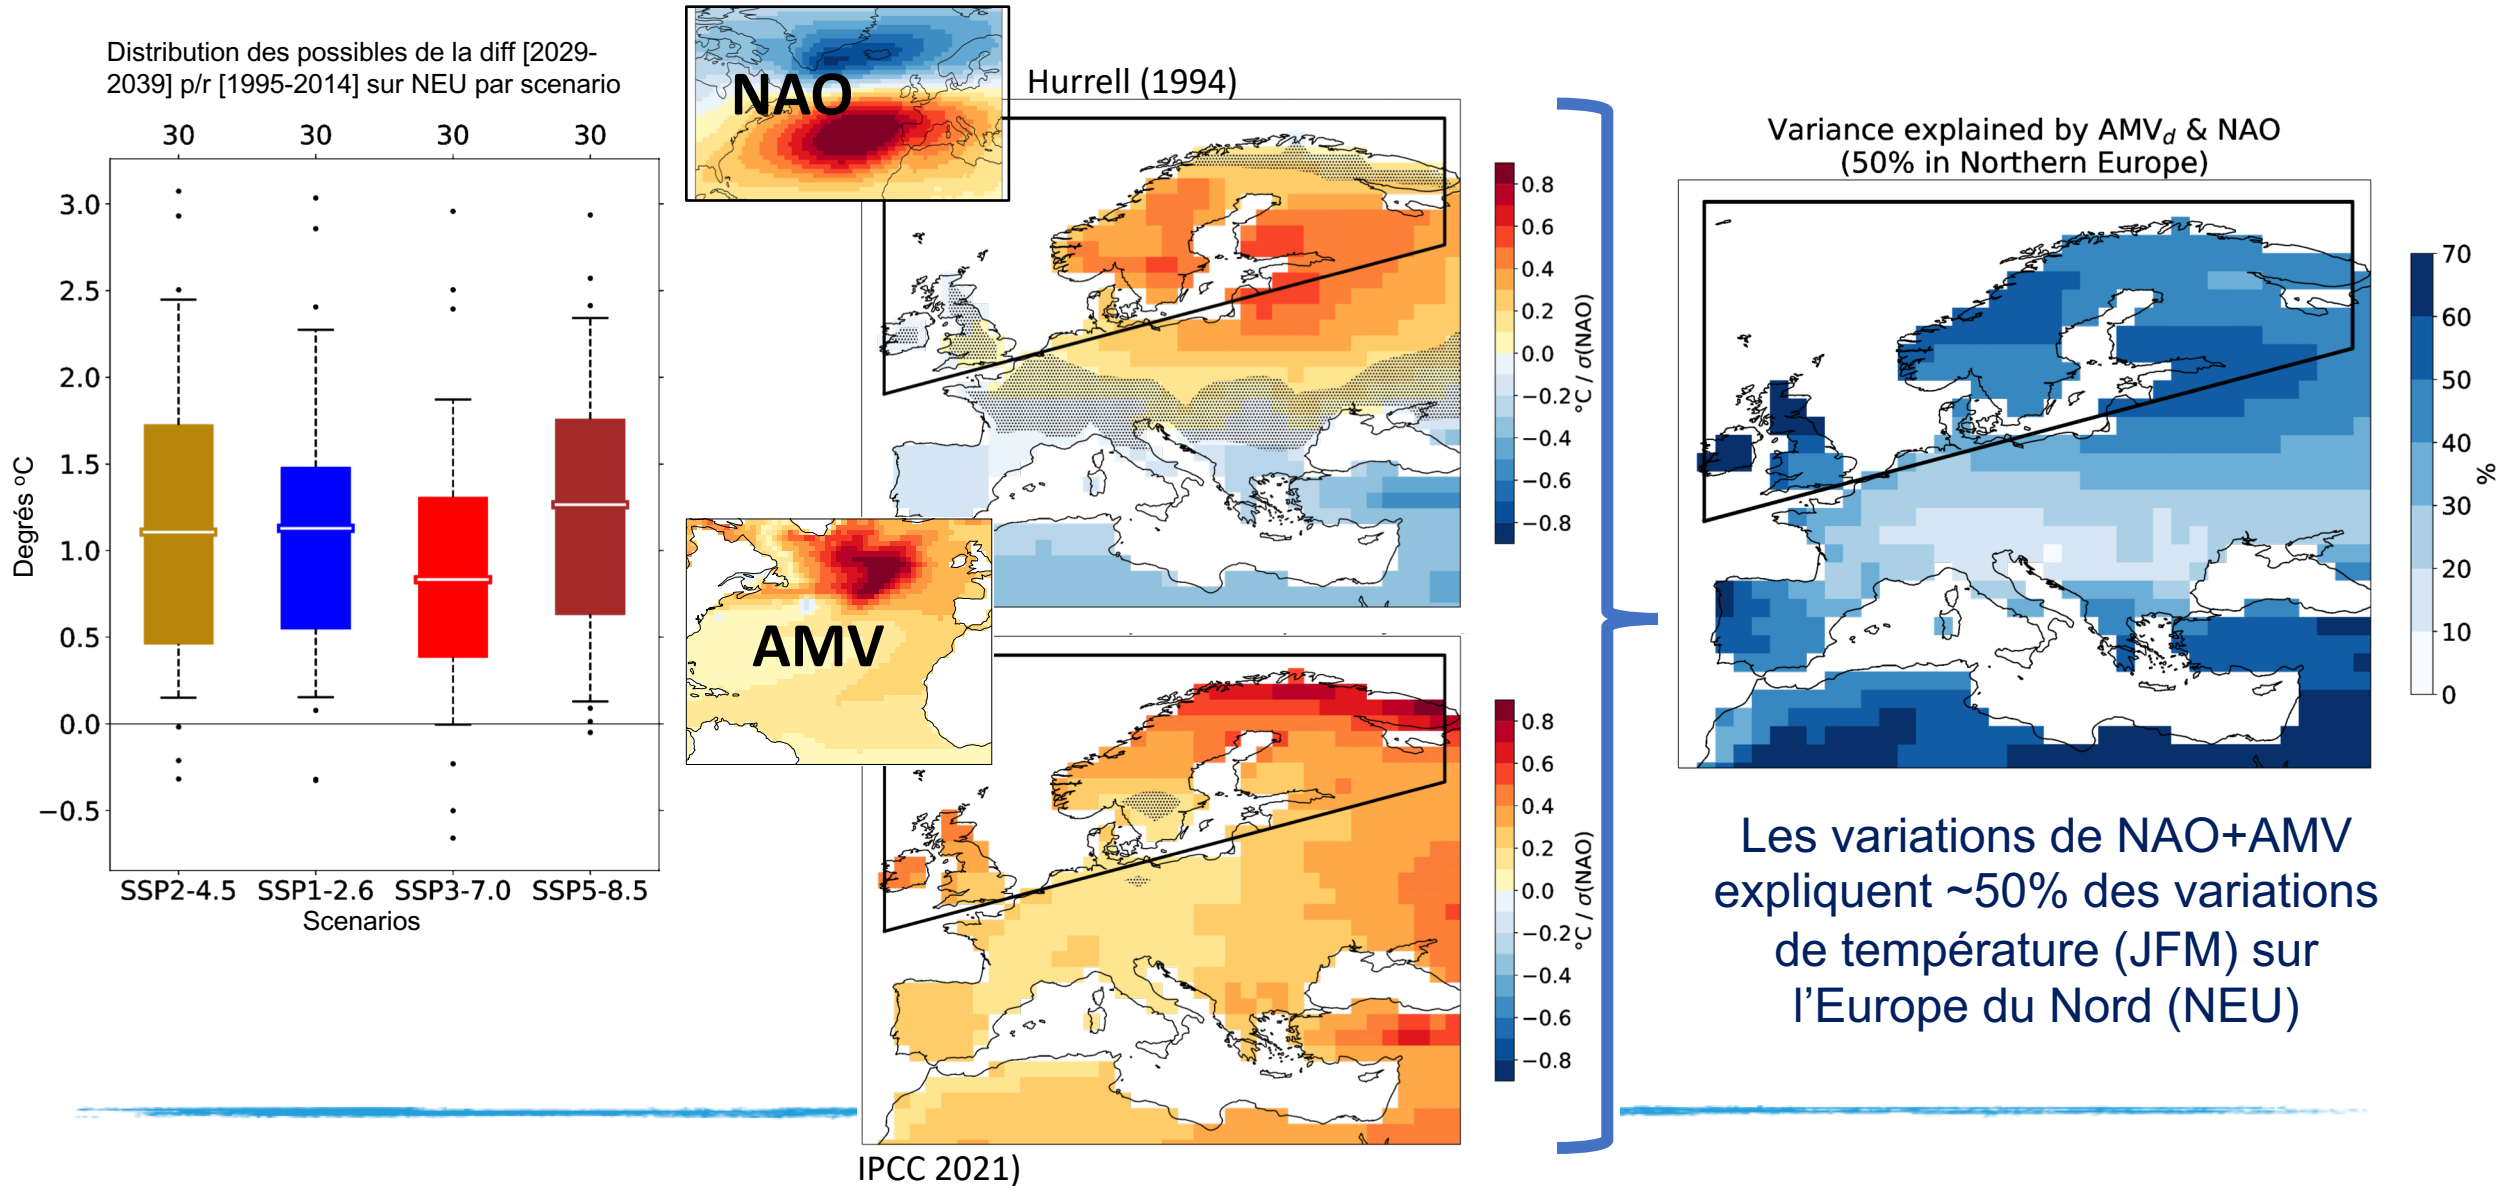 Distribution des possibles de la diff [2029-
2039] p/r [1995-2014] sur NEU par scenario
30 30 30 30
3.0
2.5
2.0
1.5
1.0
0.5
0.0
−0.5
Degrés ºC
SSP2-4.5 SSP1-2.6 SSP3-7.0 SSP5-8.5
Scenarios
NAO
Hurrell (1994)
0.8
0.6
0.4
0.2
0.0
−0.2
−0.4
−0.6
−0.8
°C / σ(NAO)
AMV
0.8
0.6
0.4
0.2
0.0
−0.2
−0.4
−0.6
−0.8
°C / σ(NAO)
IPCC 2021)
Variance explained by AMVd & NAO
(50% in Northern Europe)
70
60
50
40
30
20
10
0
%
Les variations de NAO+AMV
expliquent ~50% des variations
de température (JFM) sur
l’Europe du Nord (NEU)